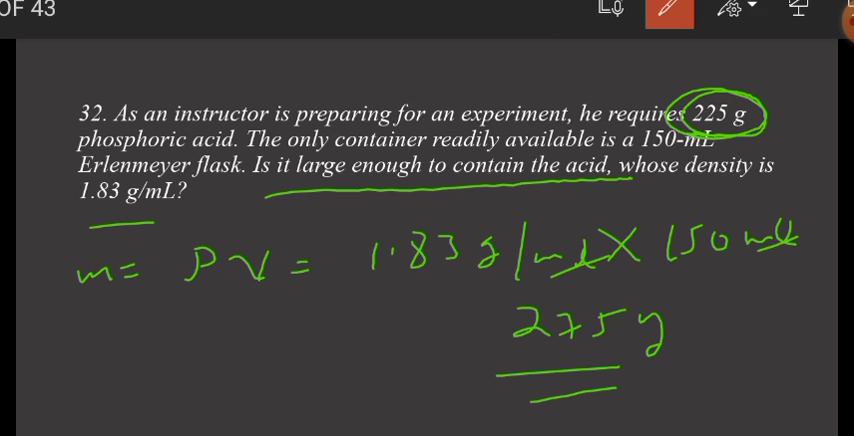 OF 43
32. As an instructor is preparing for an experiment, he requires 225 g
phosphoric acid. The only container readily available is a 150-mL
Erlenmeyer flask. Is it large enough to contain the acid, whose density is
1.83 g/mL?
m = ρV = 1.83 g/mL X 150 mL
275 g